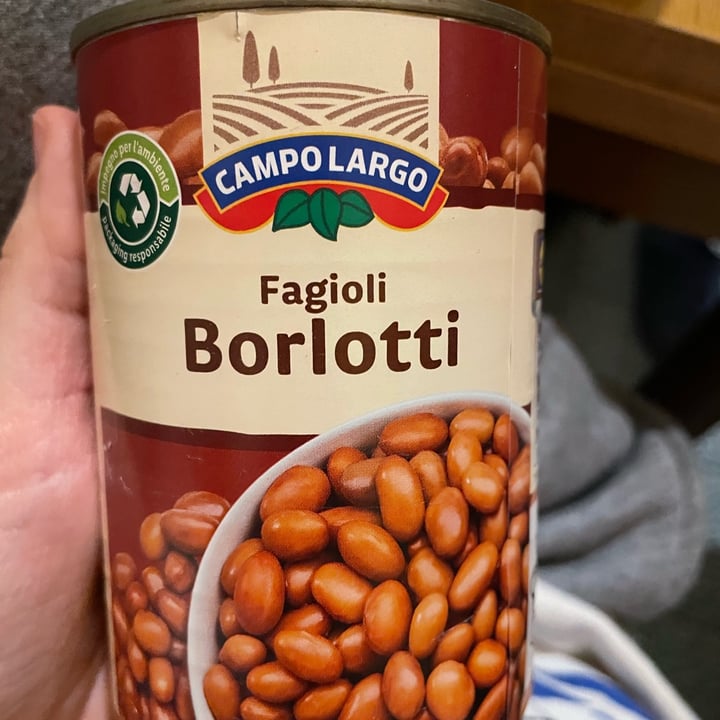 CAMPO LARGO
Impegno per l'ambiente
Packaging responsabile
Fagioli
Borlotti